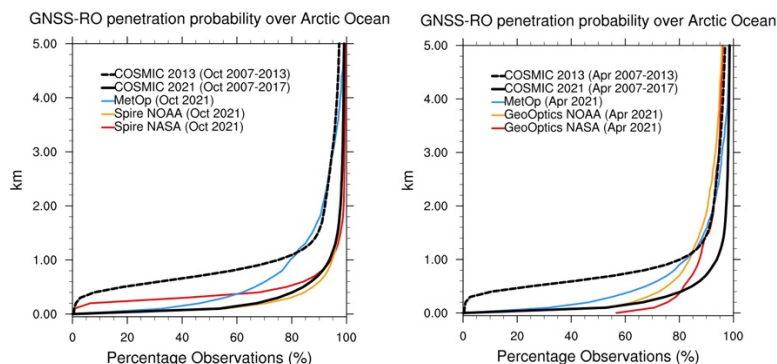 GNSS-RO penetration probability over Arctic Ocean
5.00
4.00
3.00
2.00
1.00
0.00
km
COSMIC 2013 (Oct 2007-2013)
COSMIC 2021 (Oct 2007-2017)
MetOp (Oct 2021)
Spire NOAA (Oct 2021)
Spire NASA (Oct 2021)
0 20 40 60 80 100
Percentage Observations (%)
GNSS-RO penetration probability over Arctic Ocean
5.00
4.00
3.00
2.00
1.00
0.00
km
COSMIC 2013 (Apr 2007-2013)
COSMIC 2021 (Apr 2007-2017)
MetOp (Apr 2021)
GeoOptics NOAA (Apr 2021)
GeoOptics NASA (Apr 2021)
0 20 40 60 80 100
Percentage Observations (%)